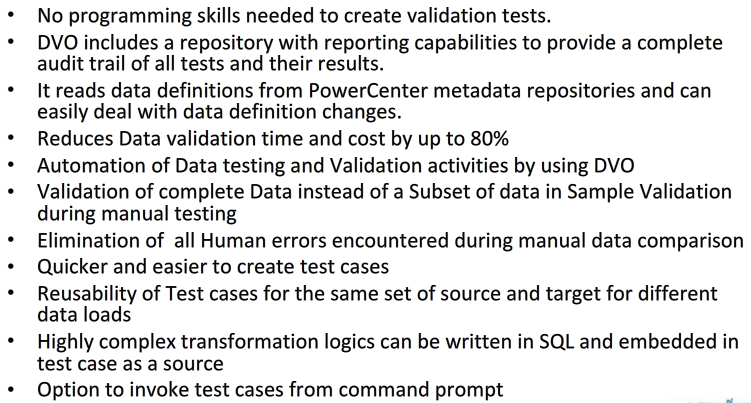 • No programming skills needed to create validation tests.
• DVO includes a repository with reporting capabilities to provide a complete
audit trail of all tests and their results.
• It reads data definitions from PowerCenter metadata repositories and can
easily deal with data definition changes.
• Reduces Data validation time and cost by up to 80%
• Automation of Data testing and Validation activities by using DVO
• Validation of complete Data instead of a Subset of data in Sample Validation
during manual testing
• Elimination of  all Human errors encountered during manual data comparison
• Quicker and easier to create test cases
• Reusability of Test cases for the same set of source and target for different
data loads
• Highly complex transformation logics can be written in SQL and embedded in
test case as a source
• Option to invoke test cases from command prompt